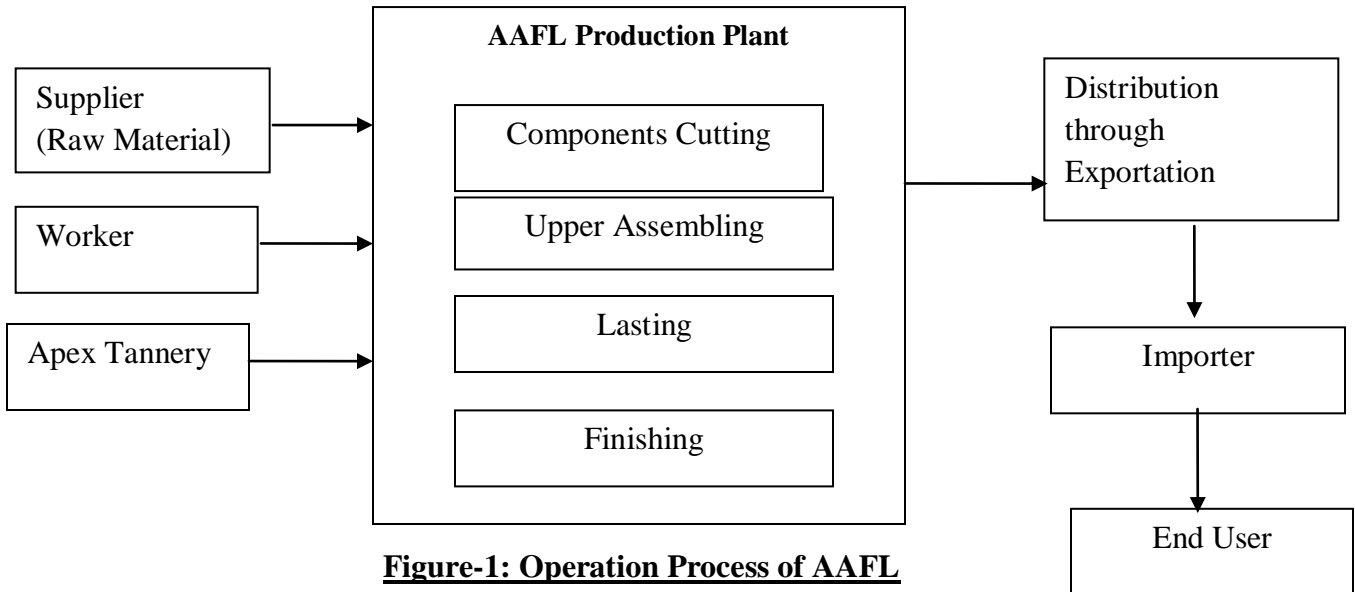 AAFL Production Plant
Supplier
(Raw Material)
Worker
Apex Tannery
Components Cutting
Upper Assembling
Lasting
Finishing
Distribution
through
Exportation
Importer
End User
Figure-1: Operation Process of AAFL